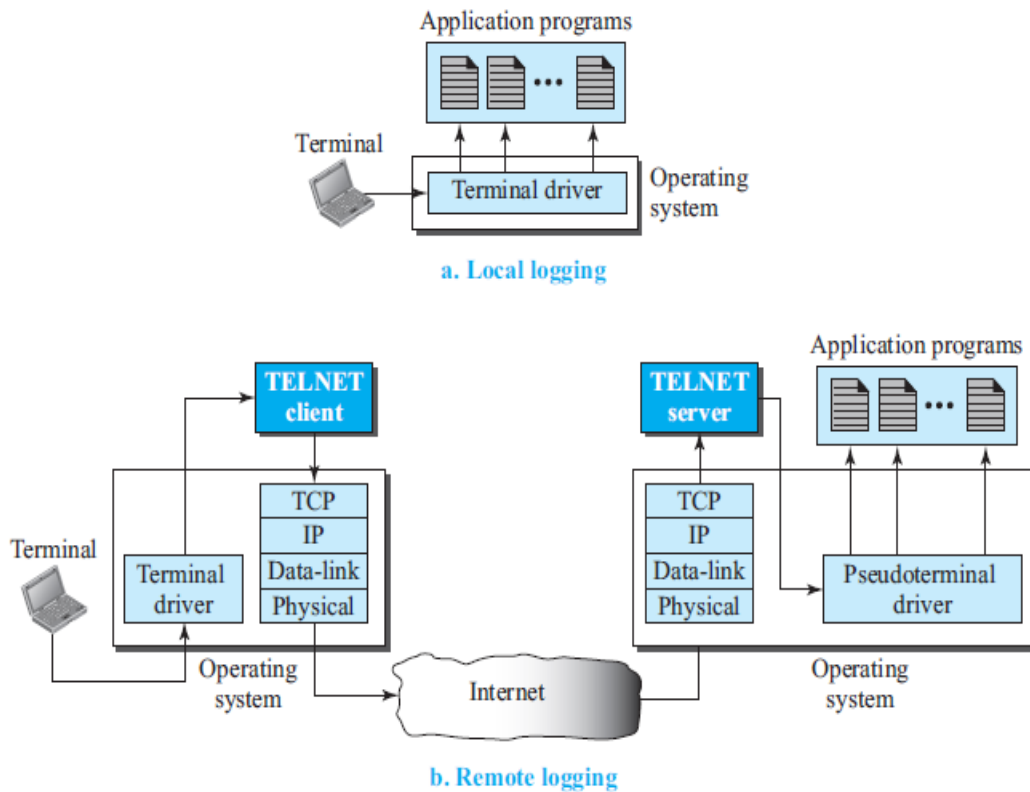 Application programs
Terminal
Terminal driver
Operating
system
a. Local logging
Application programs
TELNET
client
TELNET
server
TCP
IP
Data-link
Physical
Terminal
Terminal
driver
Operating
system
Internet
TCP
IP
Data-link
Physical
Pseudoterminal
driver
Operating
system
b. Remote logging